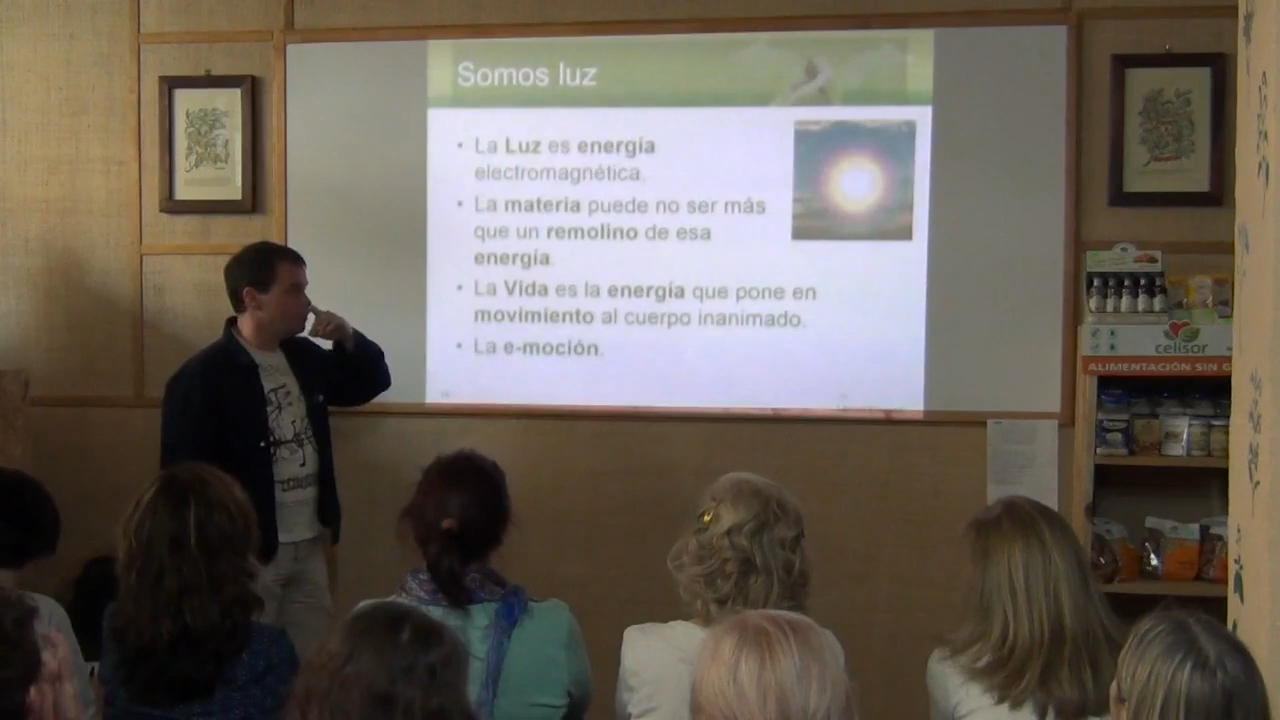 Somos luz
• La Luz es energía
electromagnética.
• La materia puede no ser más
que un remolino de esa
energía.
• La Vida es la energía que pone en
movimiento al cuerpo inanimado.
• La e-moción.
celisor
ALIMENTACIÓN SIN G